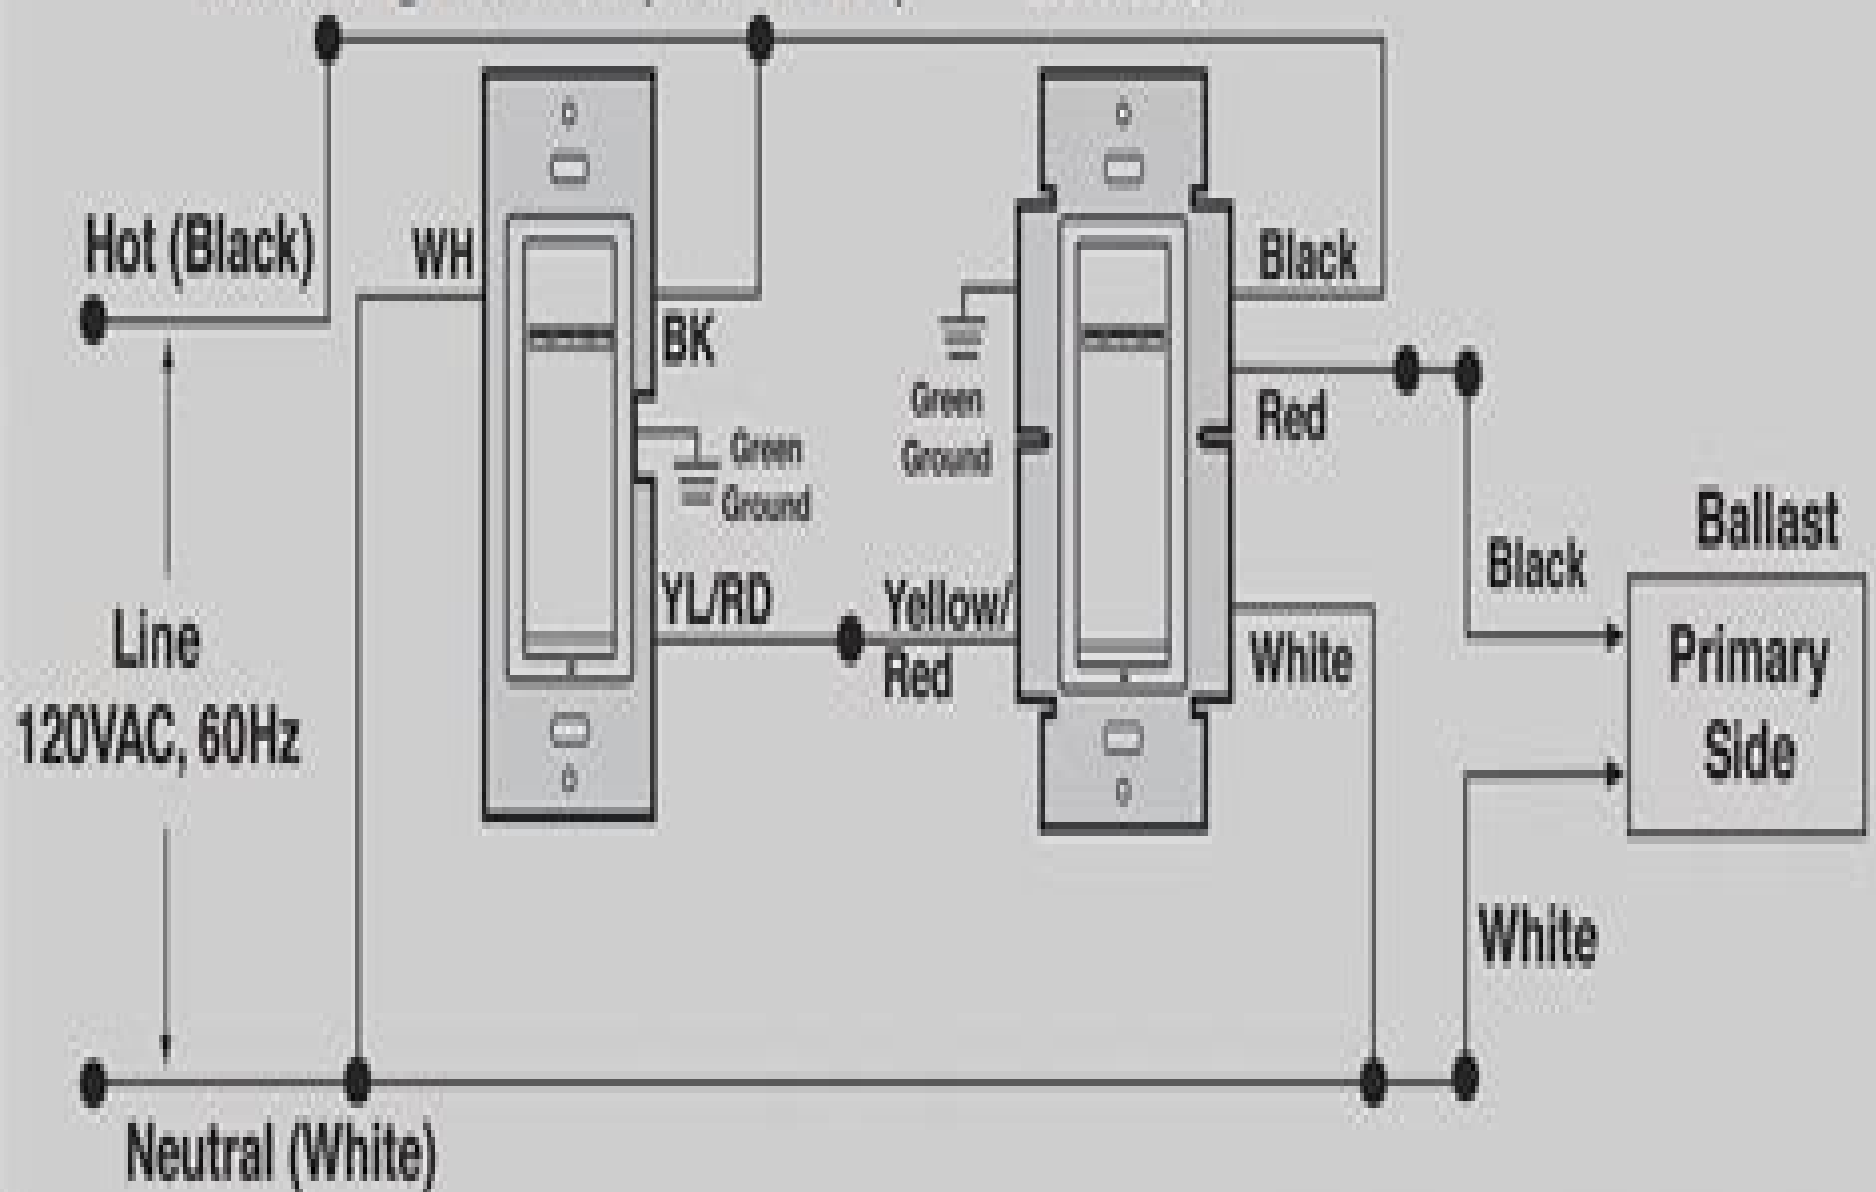 Hot (Black)
WH
BK
Green
Ground
YL/RD
Yellow/
Red
Green
Ground
Black
Red
White
Black
Ballast
Primary
Side
White
Line
120VAC, 60Hz
Neutral (White)